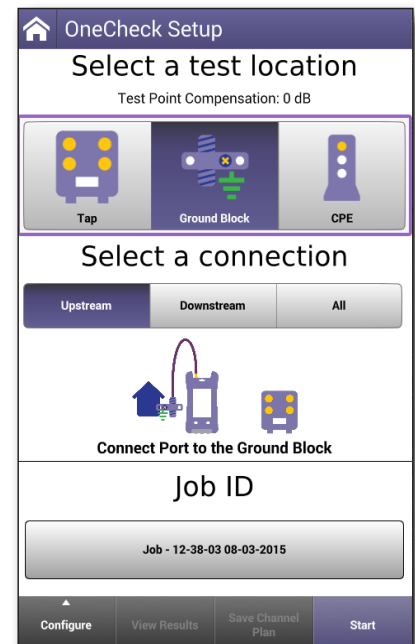 OneCheck Setup
Select a test location
Test Point Compensation: 0 dB
Tap
Ground Block
CPE
Select a connection
Upstream
Downstream
All
Connect Port to the Ground Block
Job ID
Job - 12-38-03 08-03-2015
Configure
View Results
Save Channel
Plan
Start